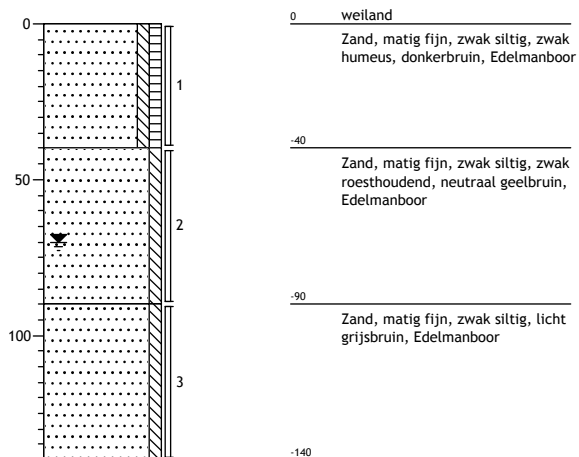 0
50
100
1
2
3
0 weiland
Zand, matig fijn, zwak siltig, zwak
humeus, donkerbruin, Edelmanboor
-40
Zand, matig fijn, zwak siltig, zwak
roesthoudend, neutraal geelbruin,
Edelmanboor
-90
Zand, matig fijn, zwak siltig, licht
grijsbruin, Edelmanboor
-140